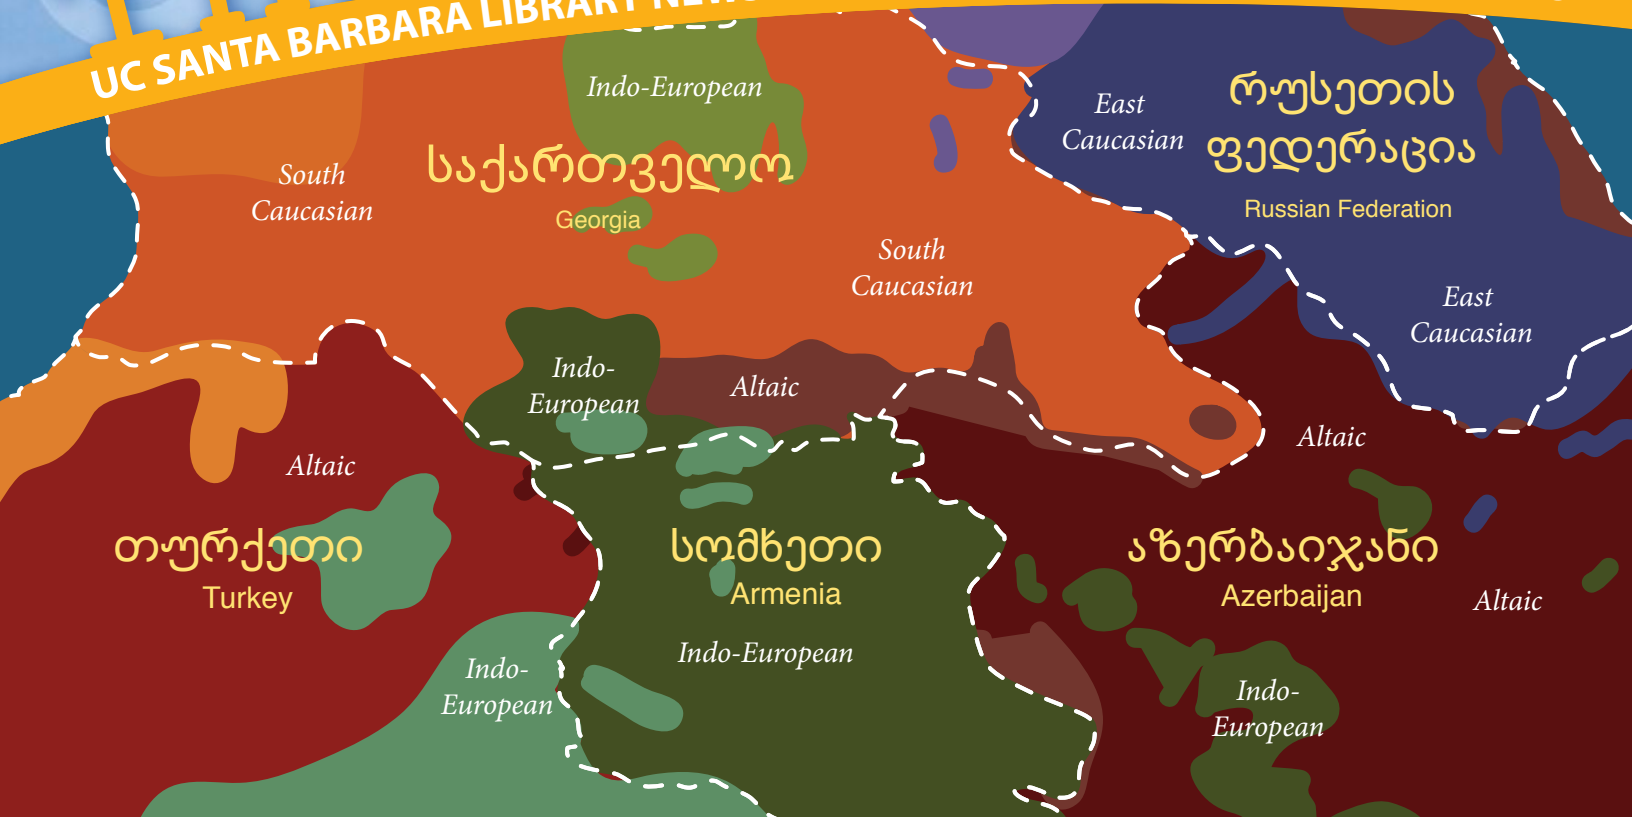 UC SANTA BARBARA LIBRARY NEWS
Indo-European
East
Caucasian
რუსეთის
ფედერაცია
Russian Federation
South
Caucasian
საქართველო
Georgia
South
Caucasian
East
Caucasian
Indo-
European
Altaic
Altaic
Altaic
თურქეთი
Turkey
სომხეთი
Armenia
აზერბაიჯანი
Azerbaijan
Altaic
Indo-European
Indo-
European
Indo-
European